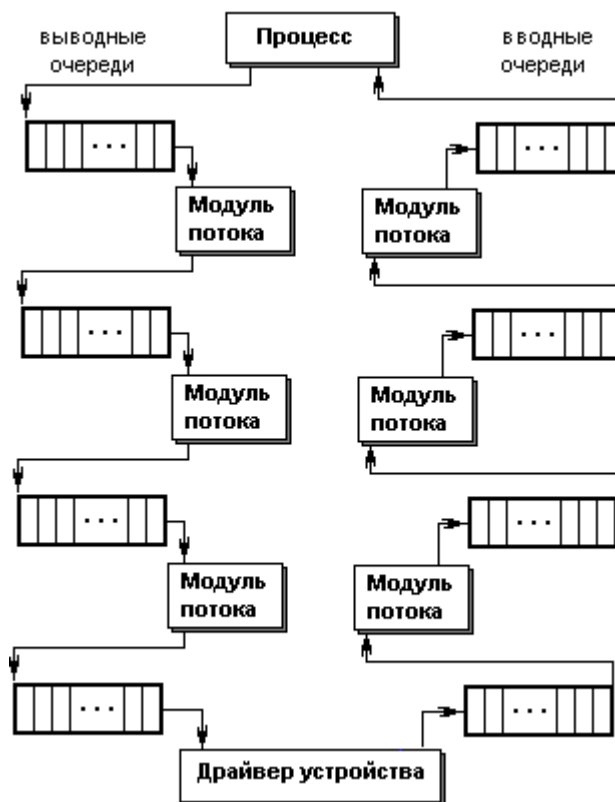 выводные
очереди
Процесс
вводные
очереди
...
...
Модуль
потока
Модуль
потока
...
...
Модуль
потока
Модуль
потока
...
...
Модуль
потока
Модуль
потока
...
...
Драйвер устройства